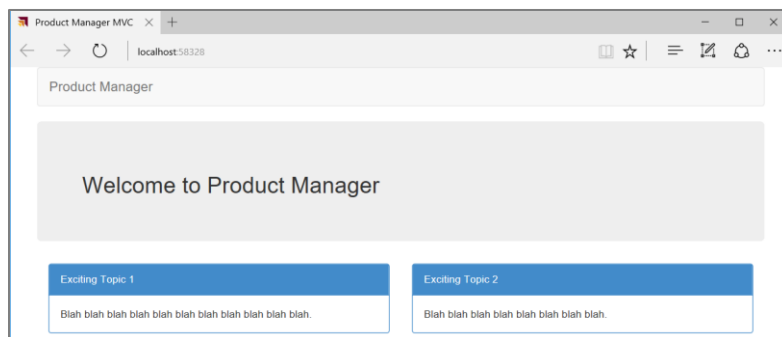 Product Manager MVC
localhost:58328
Product Manager
Welcome to Product Manager
Exciting Topic 1
Exciting Topic 2
Blah blah blah blah blah blah blah blah blah blah blah.
Blah blah blah blah blah blah blah blah.